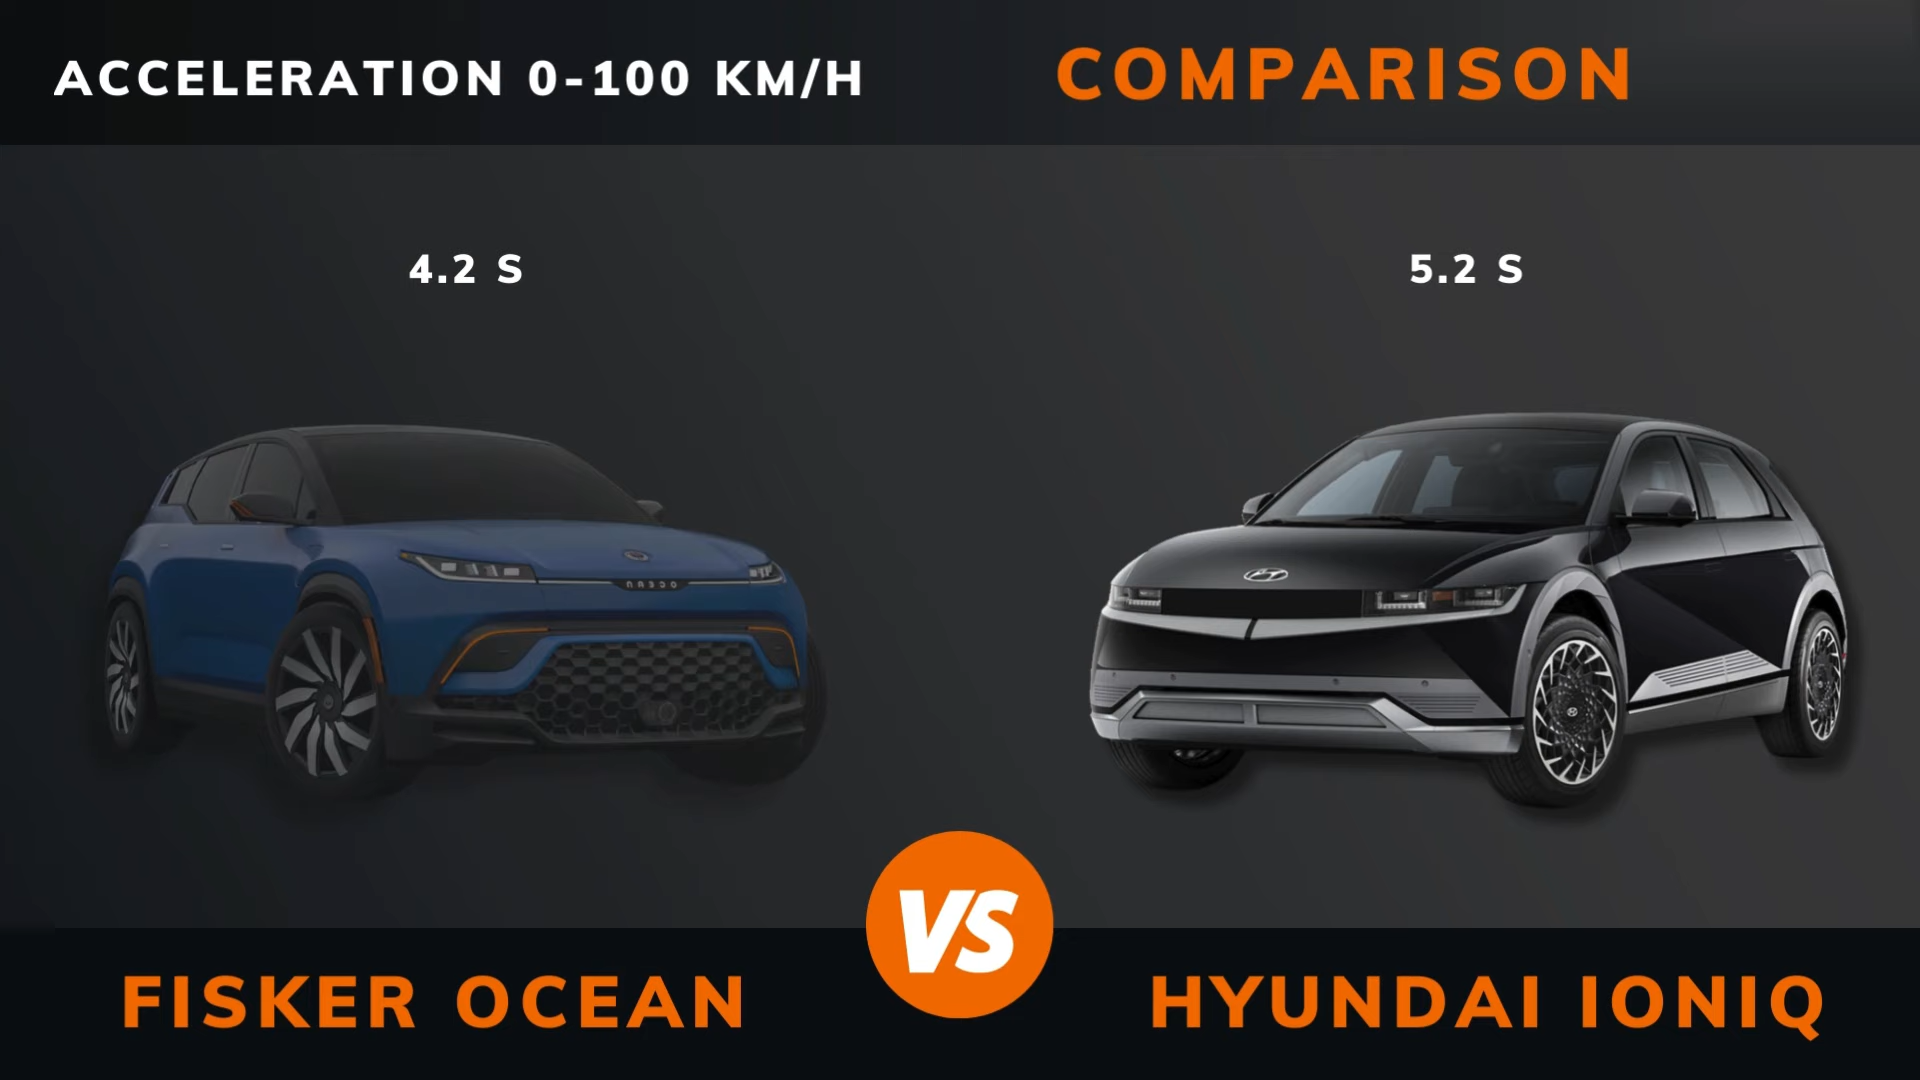 ACCELERATION 0-100 KM/H
COMPARISON
4.2 S
5.2 S
VS
FISKER OCEAN
HYUNDAI IONIQ